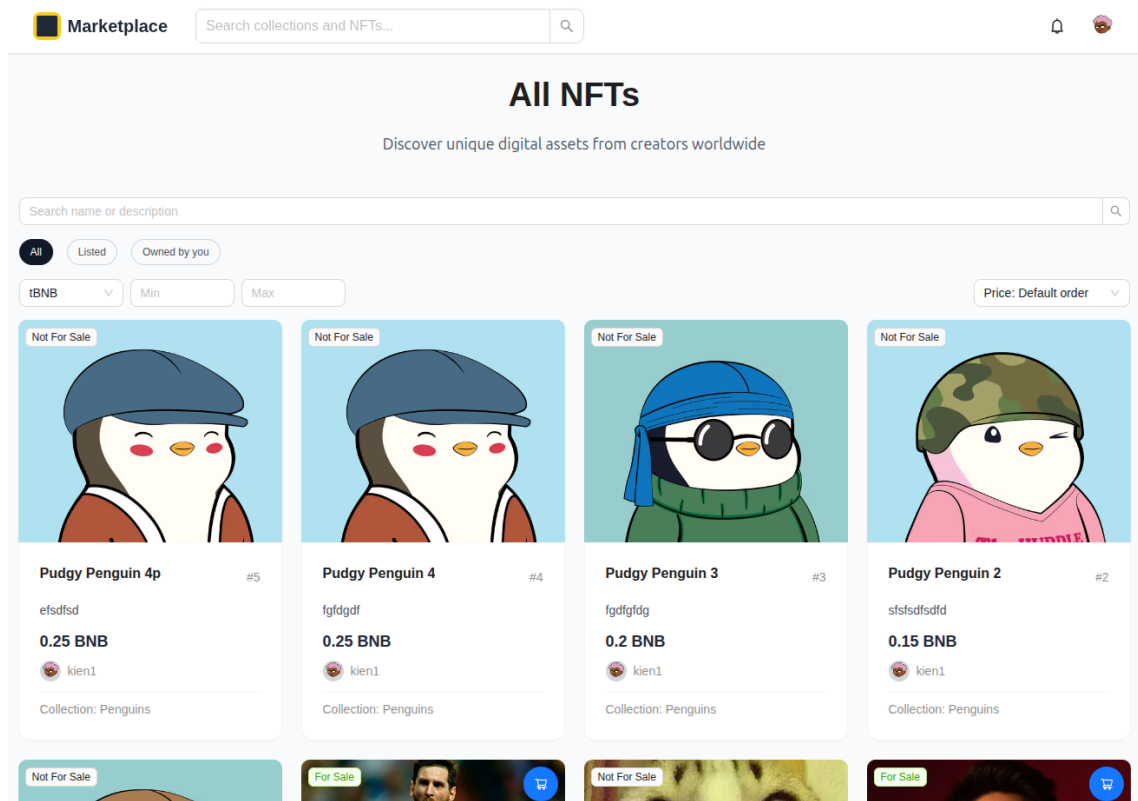 Marketplace
Search collections and NFTs...
All NFTs
Discover unique digital assets from creators worldwide
Search name or description
All
Listed
Owned by you
tBNB
Min
Max
Price: Default order
Not For Sale
Not For Sale
Not For Sale
Not For Sale
HUDDLE
Pudgy Penguin 4p
#5
efsdfsd
0.25 BNB
kien1
Collection: Penguins
Pudgy Penguin 4
#4
fgfdgdf
0.25 BNB
kien1
Collection: Penguins
Pudgy Penguin 3
#3
fgdfgfdg
0.2 BNB
kien1
Collection: Penguins
Pudgy Penguin 2
#2
sfsfsdfsdfd
0.15 BNB
kien1
Collection: Penguins
Not For Sale
For Sale
Not For Sale
For Sale